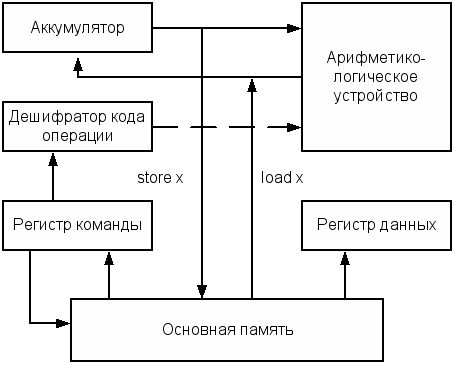 Аккумулятор
Арифметико-
логическое
устройство
Дешифратор кода
операции
store x
load x
Регистр команды
Регистр данных
Основная память